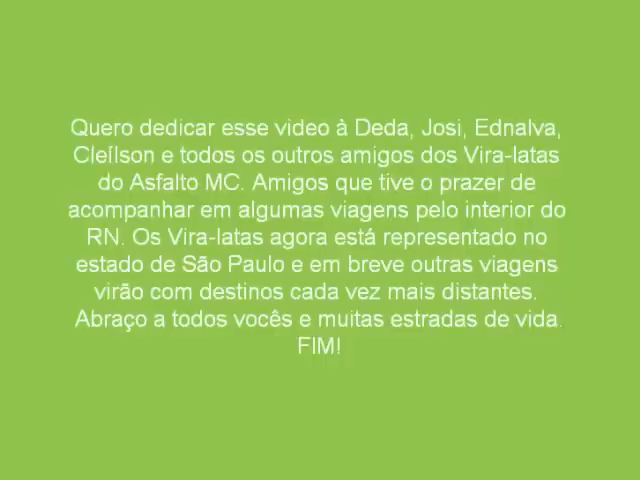 Quero dedicar esse video à Deda, Josi, Ednalva,
Cleílson e todos os outros amigos dos Vira-latas
do Asfalto MC. Amigos que tive o prazer de
acompanhar em algumas viagens pelo interior do
RN. Os Vira-latas agora está representado no
estado de São Paulo e em breve outras viagens
virão com destinos cada vez mais distantes.
Abraço a todos vocês e muitas estradas de vida.
FIM!